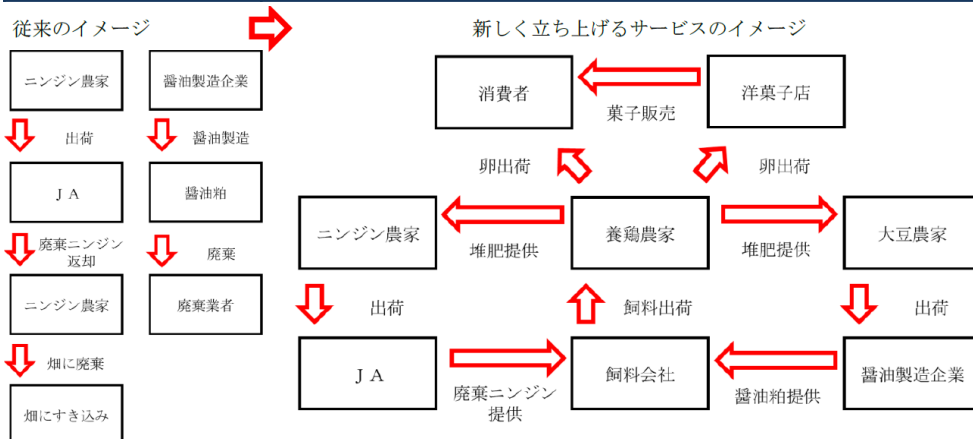 従来のイメージ
新しく立ち上げるサービスのイメージ
ニンジン農家
醤油製造企業
出荷
醤油製造
JA
醤油粕
廃棄ニンジン
返却
廃棄
ニンジン農家
廃棄業者
畑に廃棄
畑にすき込み
消費者
菓子販売
洋菓子店
卵出荷
卵出荷
ニンジン農家
堆肥提供
養鶏農家
堆肥提供
大豆農家
出荷
飼料出荷
出荷
JA
廃棄ニンジン
提供
飼料会社
醤油粕提供
醤油製造企業